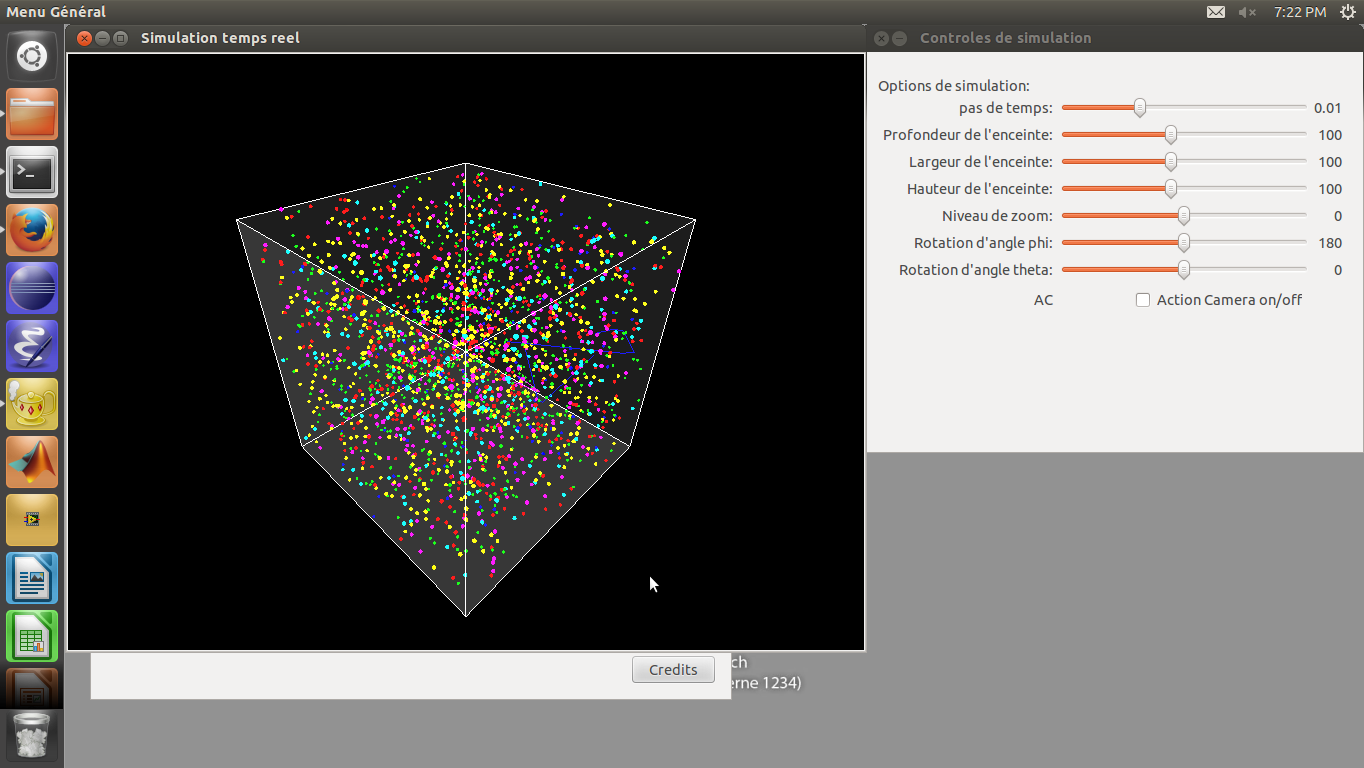 Menu Général
7:22 PM
Simulation temps reel
Controles de simulation
Options de simulation:
pas de temps: 0.01
Profondeur de l'enceinte: 100
Largeur de l'enceinte: 100
Hauteur de l'enceinte: 100
Niveau de zoom: 0
Rotation d'angle phi: 180
Rotation d'angle theta: 0
AC Action Camera on/off
Credits
ch
erne 1234)